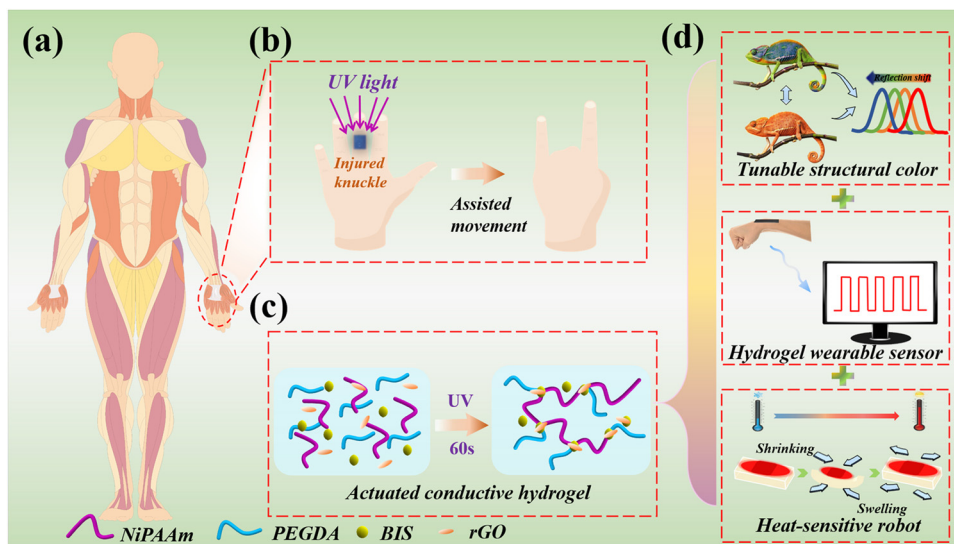 (a)
(b)
UV light
Injured
knuckle
Assisted
movement
(c)
UV
60s
Actuated conductive hydrogel
NiPAAm
PEGDA
BIS
rGO
(d)
Reflection shift
Tunable structural color
Hydrogel wearable sensor
Shrinking
Swelling
Heat-sensitive robot